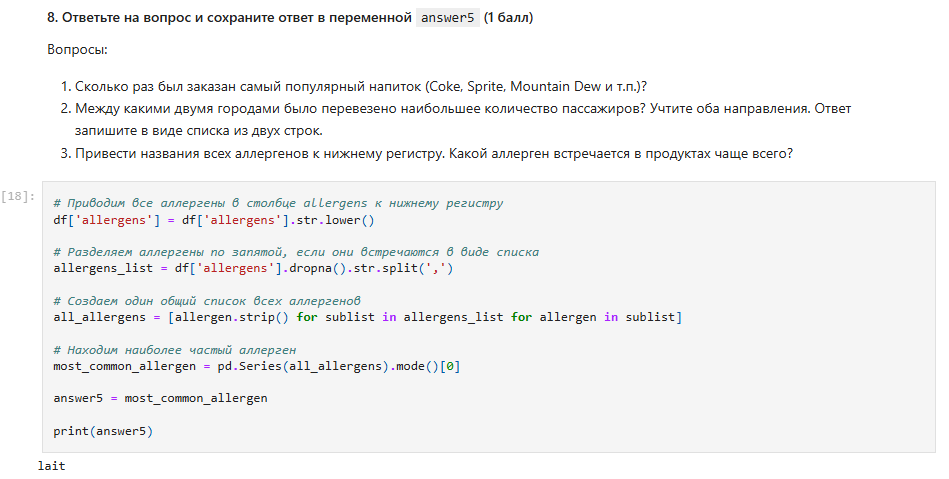 8. Ответьте на вопрос и сохраните ответ в переменной answer5 (1 балл)
Вопросы:
1. Сколько раз был заказан самый популярный напиток (Coke, Sprite, Mountain Dew и т.п.)?
2. Между какими двумя городами было перевезено наибольшее количество пассажиров? Учтите оба направления. Ответ
запишите в виде списка из двух строк.
3. Привести названия всех аллергенов к нижнему регистру. Какой аллерген встречается в продуктах чаще всего?
[18]:
# Приводим все аллергены в столбце allergens к нижнему регистру
df['allergens'] = df['allergens'].str.lower()
# Разделяем аллергены по запятой, если они встречаются в виде списка
allergens_list = df['allergens'].dropna().str.split(',')
# Создаем один общий список всех аллергенов
all_allergens = [allergen.strip() for sublist in allergens_list for allergen in sublist]
# Находим наиболее частый аллерген
most_common_allergen = pd.Series(all_allergens).mode()[0]
answer5 = most_common_allergen
print(answer5)
lait